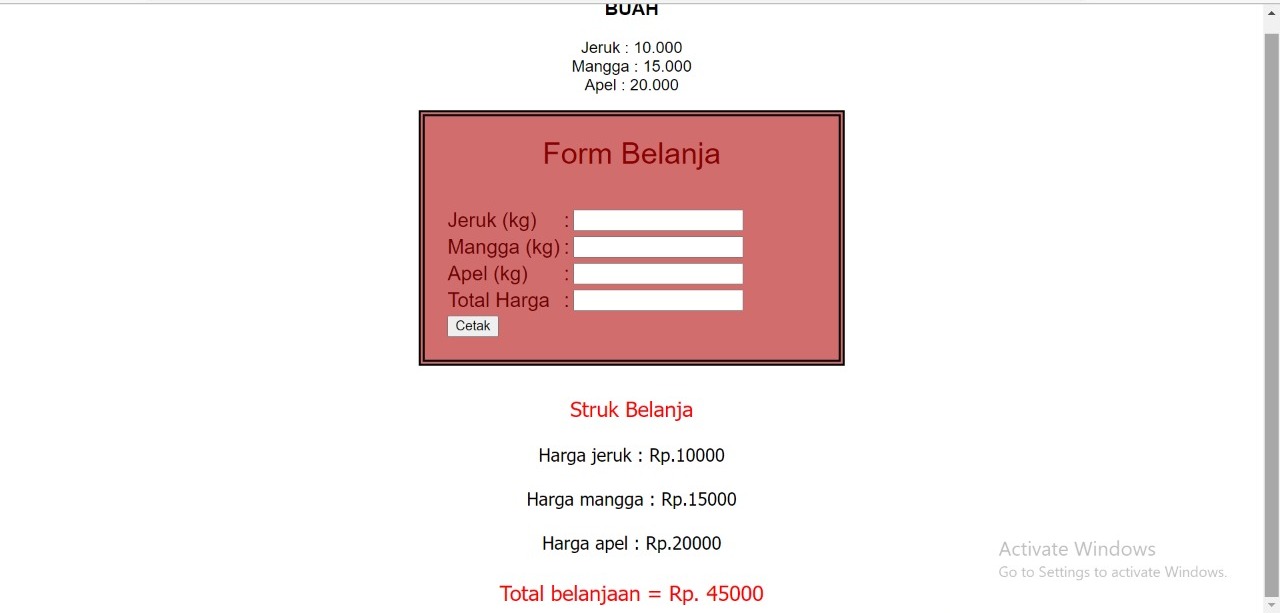 BUAH
Jeruk : 10.000
Mangga : 15.000
Apel : 20.000
Form Belanja
Jeruk (kg) :
Mangga (kg) :
Apel (kg) :
Total Harga :
Cetak
Struk Belanja
Harga jeruk : Rp.10000
Harga mangga : Rp.15000
Harga apel : Rp.20000
Total belanjaan = Rp. 45000
Activate Windows
Go to Settings to activate Windows.